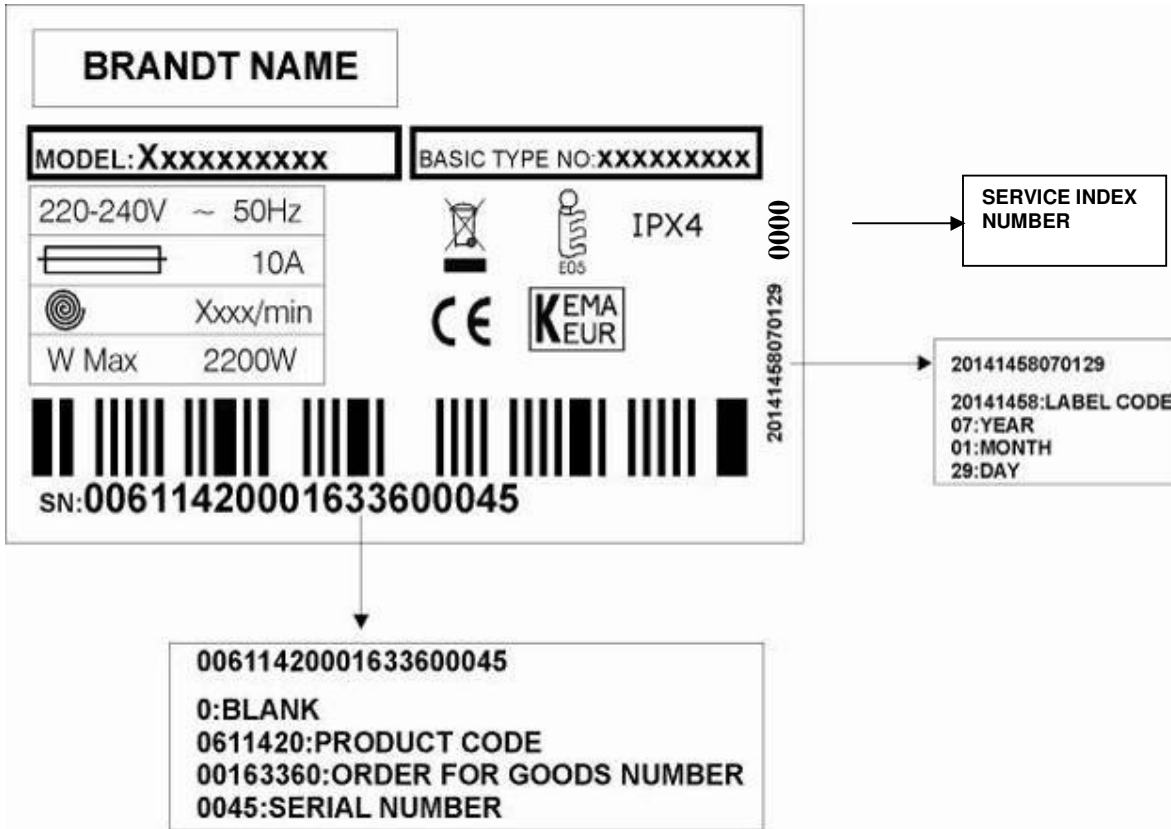 BRANDT NAME
MODEL:Xxxxxxxxxx
BASIC TYPE NO:xxxxxxxxx
220-240V ~ 50Hz
10A
Xxxx/min
W Max 2200W
E05
IPX4
CE
KEMA
KEUR
0000
20141458070129
SN:00611420001633600045
SERVICE INDEX
NUMBER
20141458070129
20141458:LABEL CODE
07:YEAR
01:MONTH
29:DAY
00611420001633600045
0:BLANK
0611420:PRODUCT CODE
00163360:ORDER FOR GOODS NUMBER
0045:SERIAL NUMBER